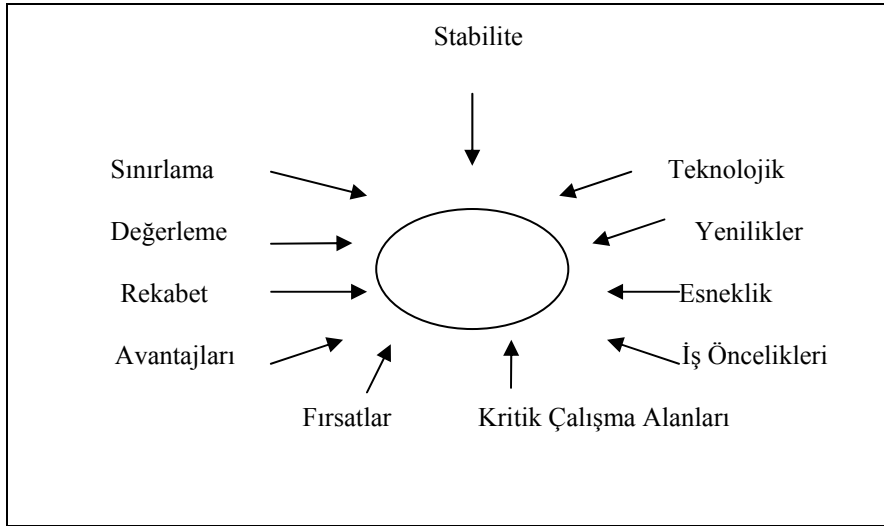 Stabilite
Sınırlama
Teknolojik
Değerleme
Yenilikler
Rekabet
Esneklik
Avantajları
İş Öncelikleri
Fırsatlar
Kritik Çalışma Alanları